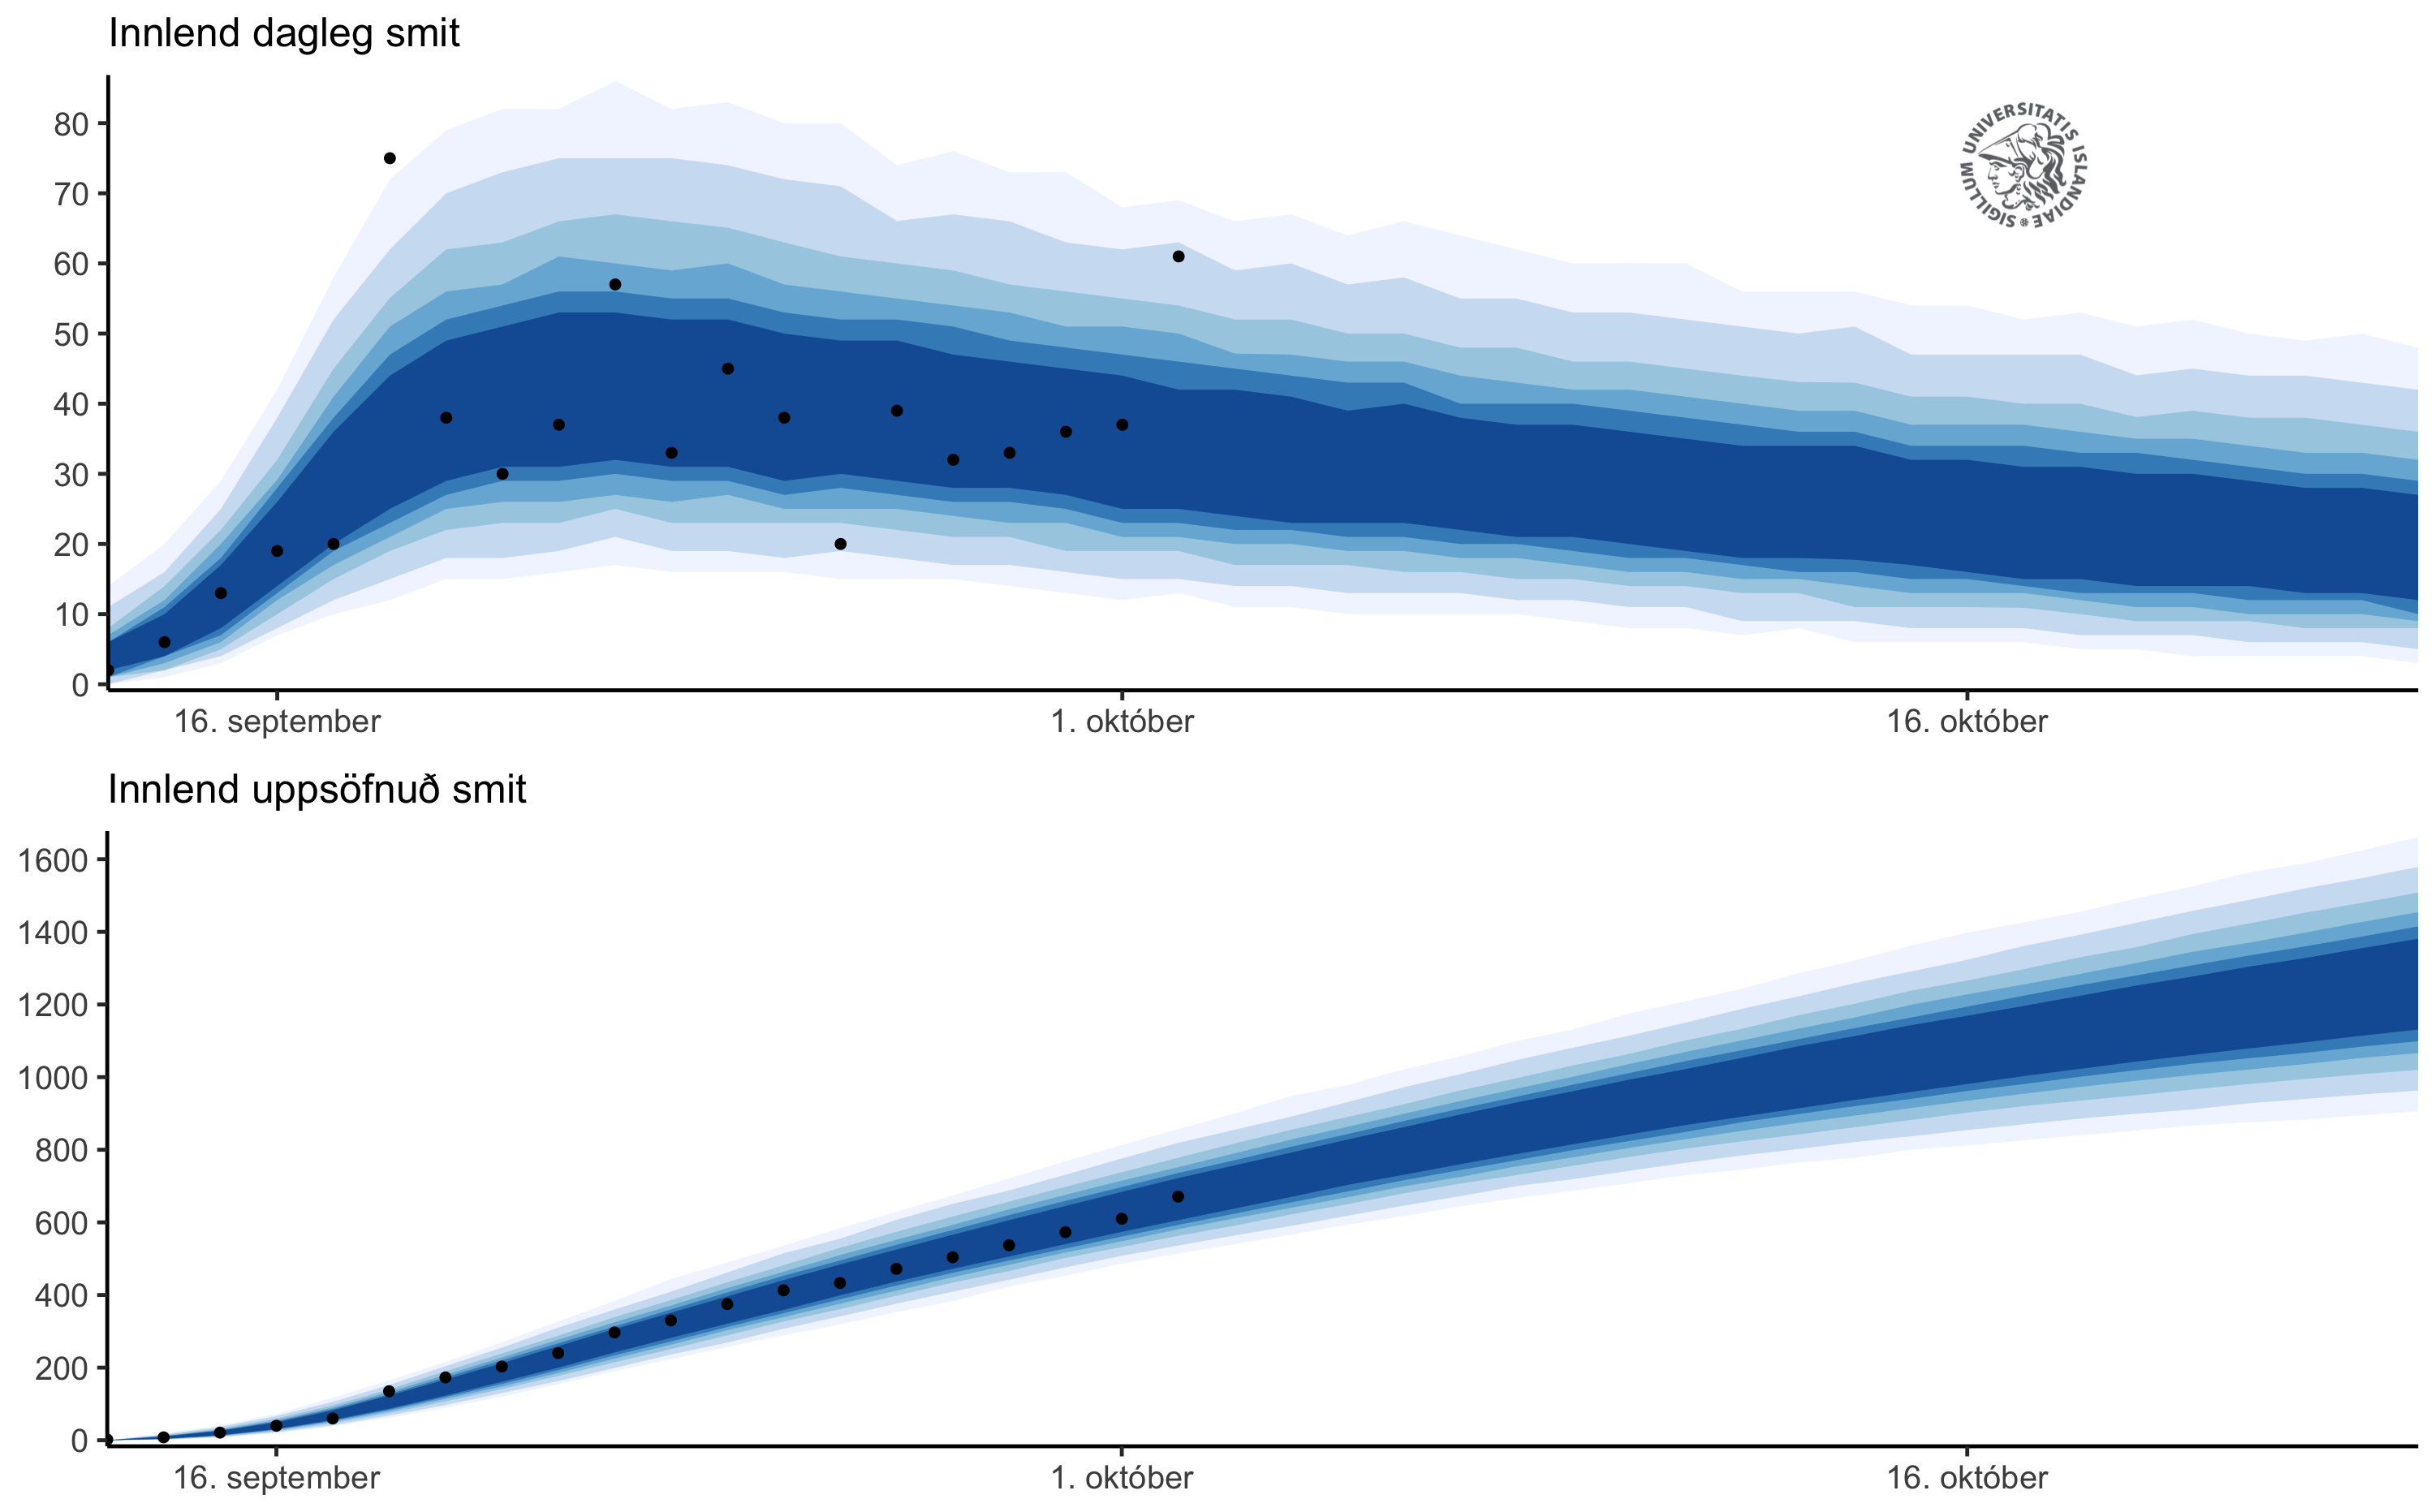 Innlend dagleg smit
80
70
60
50
40
30
20
10
0
16. september
1. október
16. október
SIGILLUM UNIVERSITATIS ISLANDIAE
Innlend uppsöfnuð smit
1600
1400
1200
1000
800
600
400
200
0
16. september
1. október
16. október